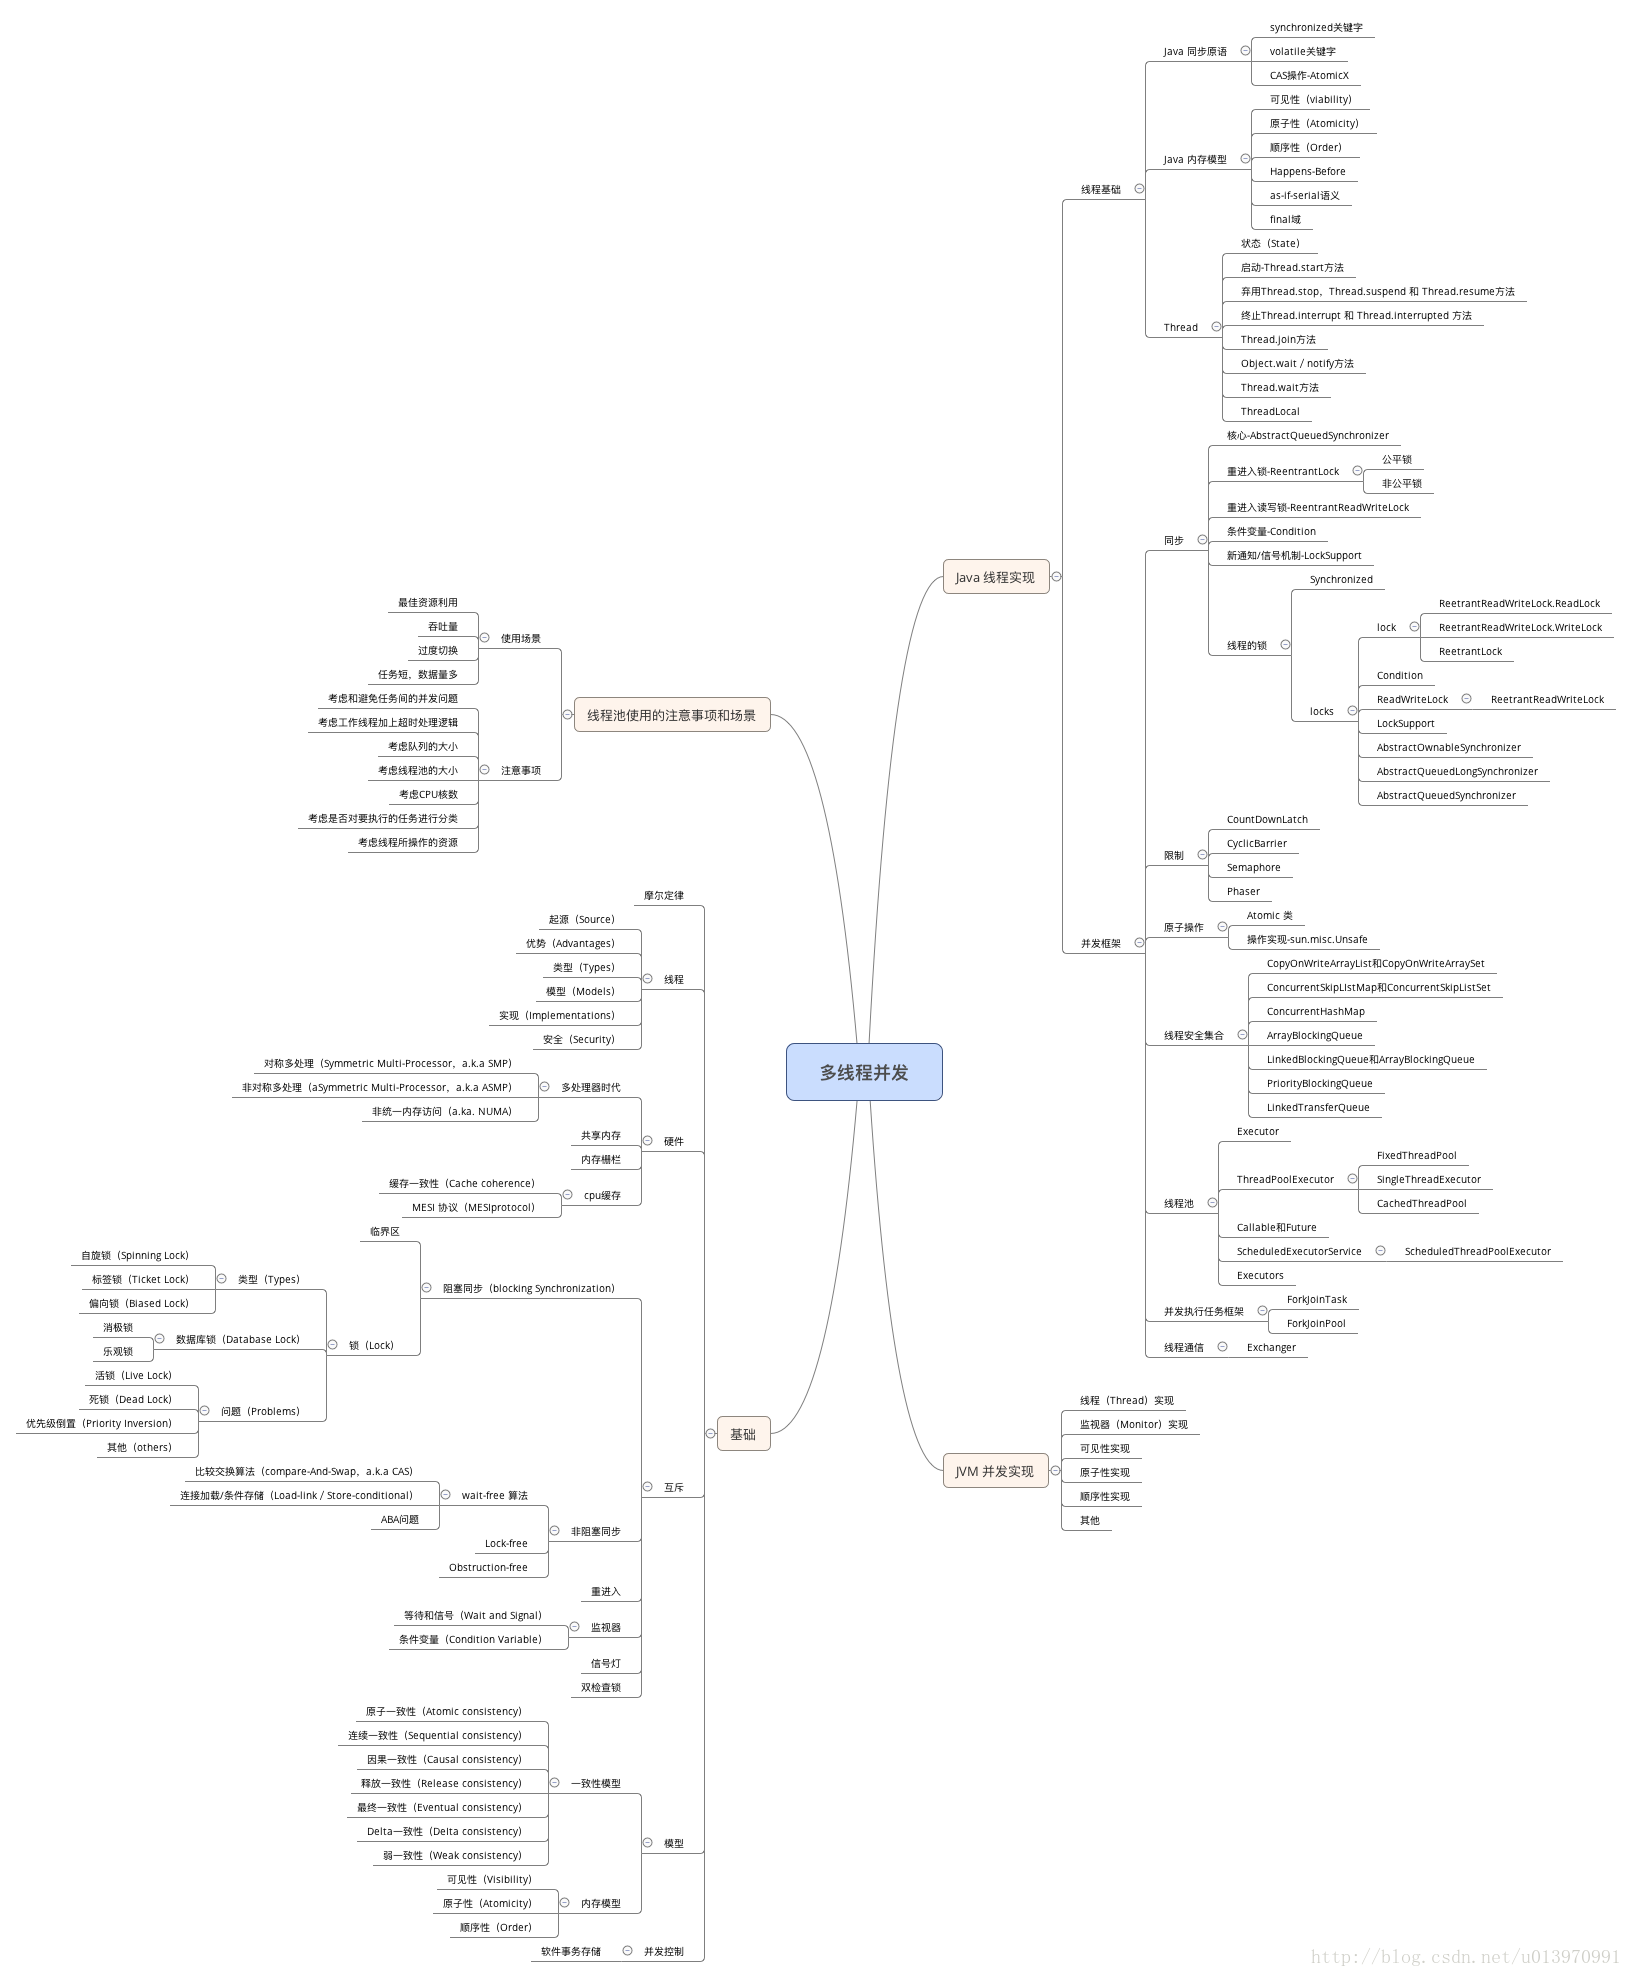 多线程并发
Java 线程实现
线程基础
Java 同步原语
synchronized关键字
volatile关键字
CAS操作-AtomicX
Java 内存模型
可见性（viability）
原子性（Atomicity）
顺序性（Order）
Happens-Before
as-if-serial语义
final域
Thread
状态（State）
启动-Thread.start方法
弃用Thread.stop，Thread.suspend 和 Thread.resume方法
终止Thread.interrupt 和 Thread.interrupted 方法
Thread.join方法
Object.wait / notify方法
Thread.wait方法
ThreadLocal
并发框架
同步
核心-AbstractQueuedSynchronizer
重进入锁-ReentrantLock
公平锁
非公平锁
重进入读写锁-ReentrantReadWriteLock
条件变量-Condition
新通知/信号机制-LockSupport
线程的锁
Synchronized
locks
lock
ReetrantReadWriteLock.ReadLock
ReetrantReadWriteLock.WriteLock
ReetrantLock
Condition
ReadWriteLock
ReetrantReadWriteLock
LockSupport
AbstractOwnableSynchronizer
AbstractQueuedLongSynchronizer
AbstractQueuedSynchronizer
限制
CountDownLatch
CyclicBarrier
Semaphore
Phaser
原子操作
Atomic 类
操作实现-sun.misc.Unsafe
线程安全集合
CopyOnWriteArrayList和CopyOnWriteArraySet
ConcurrentSkipLIstMap和ConcurrentSkipListSet
ConcurrentHashMap
ArrayBlockingQueue
LinkedBlockingQueue和ArrayBlockingQueue
PriorityBlockingQueue
LinkedTransferQueue
线程池
Executor
ThreadPoolExecutor
FixedThreadPool
SingleThreadExecutor
CachedThreadPool
Callable和Future
ScheduledExecutorService
ScheduledThreadPoolExecutor
Executors
并发执行任务框架
ForkJoinTask
ForkJoinPool
线程通信
Exchanger
JVM 并发实现
线程（Thread）实现
监视器（Monitor）实现
可见性实现
原子性实现
顺序性实现
其他
线程池使用的注意事项和场景
使用场景
最佳资源利用
吞吐量
过度切换
任务短，数据量多
注意事项
考虑和避免任务间的并发问题
考虑工作线程加上超时处理逻辑
考虑队列的大小
考虑线程池的大小
考虑CPU核数
考虑是否对要执行的任务进行分类
考虑线程所操作的资源
基础
摩尔定律
线程
起源（Source）
优势（Advantages）
类型（Types）
模型（Models）
实现（Implementations）
安全（Security）
硬件
多处理器时代
对称多处理（Symmetric Multi-Processor，a.k.a SMP）
非对称多处理（aSymmetric Multi-Processor，a.k.a ASMP）
非统一内存访问（a.ka. NUMA）
共享内存
内存栅栏
cpu缓存
缓存一致性（Cache coherence）
MESI 协议（MESIprotocol）
互斥
阻塞同步（blocking Synchronization）
临界区
锁（Lock）
类型（Types）
自旋锁（Spinning Lock）
标签锁（Ticket Lock）
偏向锁（Biased Lock）
数据库锁（Database Lock）
消极锁
乐观锁
问题（Problems）
活锁（Live Lock）
死锁（Dead Lock）
优先级倒置（Priority Inversion）
其他（others）
非阻塞同步
wait-free 算法
比较交换算法（compare-And-Swap，a.k.a CAS）
连接加载/条件存储（Load-link / Store-conditional）
ABA问题
Lock-free
Obstruction-free
重进入
监视器
等待和信号（Wait and Signal）
条件变量（Condition Variable）
信号灯
双检查锁
模型
一致性模型
原子一致性（Atomic consistency）
连续一致性（Sequential consistency）
因果一致性（Causal consistency）
释放一致性（Release consistency）
最终一致性（Eventual consistency）
Delta一致性（Delta consistency）
弱一致性（Weak consistency）
内存模型
可见性（Visibility）
原子性（Atomicity）
顺序性（Order）
并发控制
软件事务存储
http://blog.csdn.net/u013970991